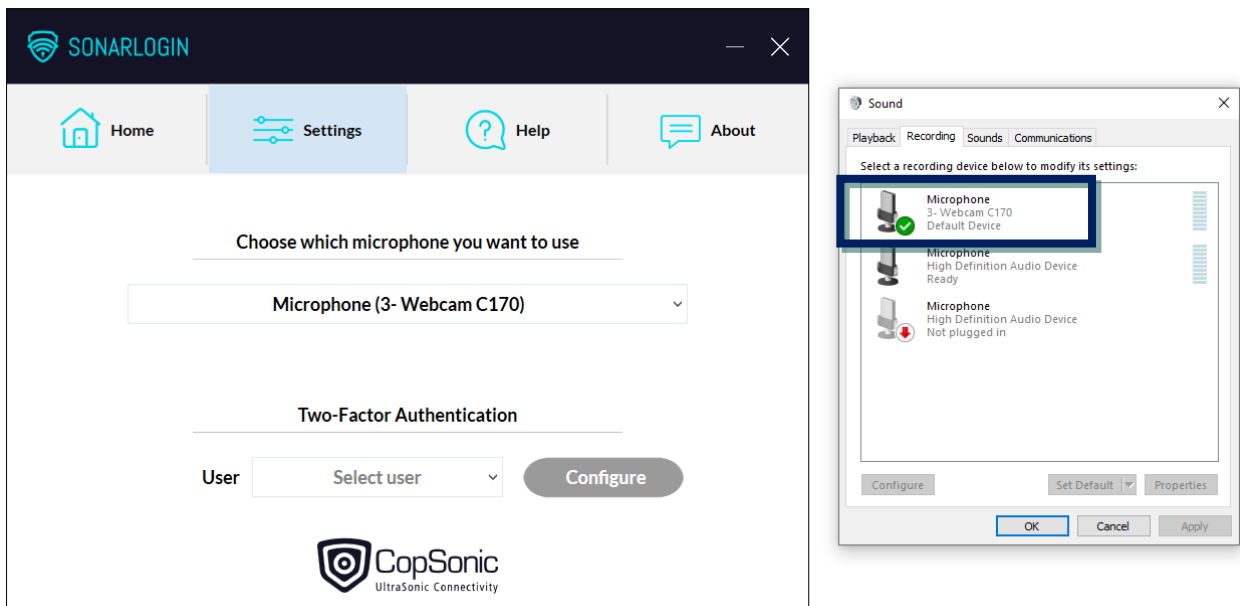 SONARLOGIN
Home
Settings
Help
About
Choose which microphone you want to use
Microphone (3- Webcam C170)
Two-Factor Authentication
User
Select user
Configure
CopSonic
UltraSonic Connectivity
Sound
Playback Recording Sounds Communications
Select a recording device below to modify its settings:
Microphone
3- Webcam C170
Default Device
Microphone
High Definition Audio Device
Ready
Microphone
High Definition Audio Device
Not plugged in
Configure
Set Default
Properties
OK
Cancel
Apply